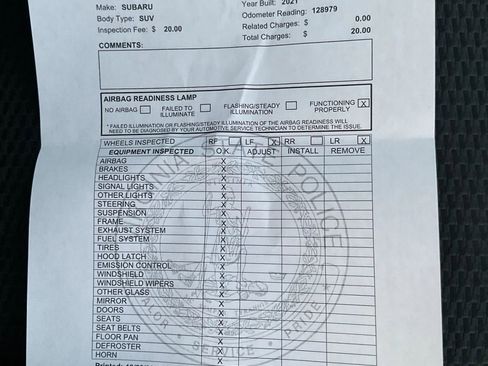 Make: SUBARU Year Built: 2021
Body Type: SUV Odometer Reading: 128979
Inspection Fee: $ 20.00 Related Charges: $ 0.00
Total Charges: $ 20.00
COMMENTS:
AIRBAG READINESS LAMP
NO AIRBAG FAILED TO ILLUMINATE FLASHING/STEADY ILLUMINATION FUNCTIONING PROPERLY X
* FAILED ILLUMINATION OR FLASHING/STEADY ILLUMINATION OF THE AIRBAG READINESS WILL
NEED TO BE DIAGNOSED BY YOUR AUTOMOTIVE SERVICE TECHNICIAN TO DETERMINE THE ISSUE.
WHEELS INSPECTED RF LF X RR LR X
EQUIPMENT INSPECTED O.K. ADJUST INSTALL REMOVE
AIRBAG X
BRAKES X
HEADLIGHTS X
SIGNAL LIGHTS X
OTHER LIGHTS X
STEERING X
SUSPENSION X
FRAME X
EXHAUST SYSTEM X
FUEL SYSTEM X
TIRES X
HOOD LATCH X
EMISSION CONTROL X
WINDSHIELD X
WINDSHIELD WIPERS X
OTHER GLASS X
MIRROR X
DOORS X
SEATS X
SEAT BELTS X
FLOOR PAN X
DEFROSTER X
HORN X
STATE POLICE
VALOR SERVICE PRIDE